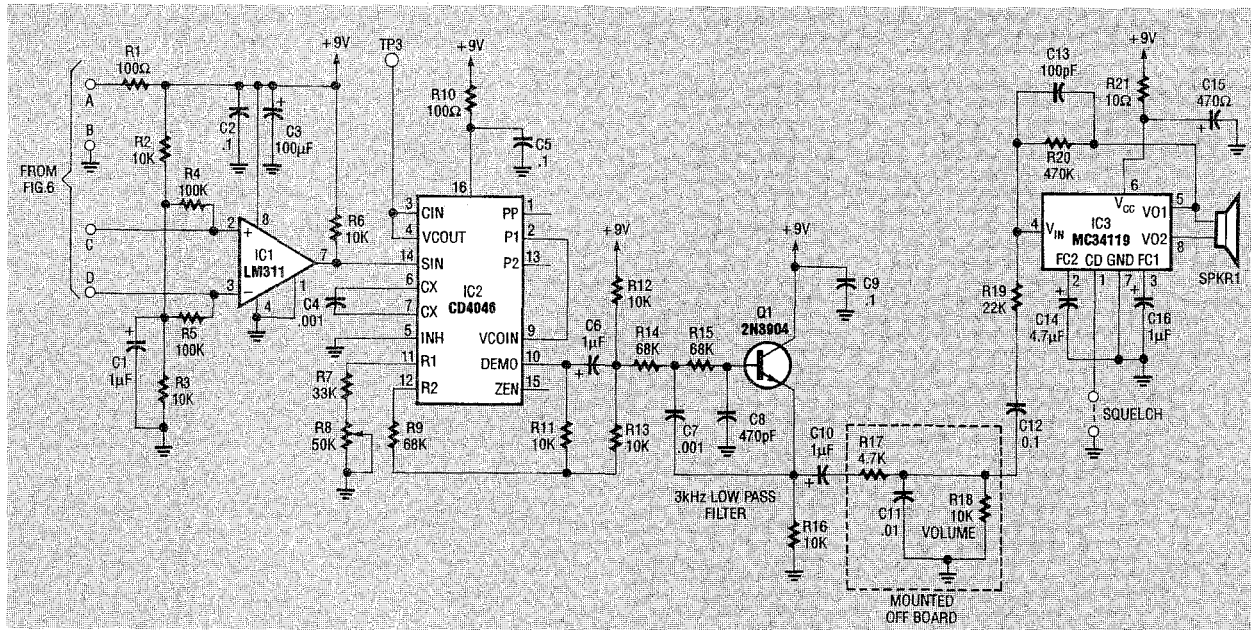 FROM
FIG.6
A
B
C
D
R1
100Ω
R2
10K
R4
100K
C2
.1
C3
+
100µF
+9V
R6
10K
2
+
8
IC1
LM311
7
3
−
4
1
R5
100K
C1
1µF
+
R3
10K
TP3
+9V
R10
100Ω
C5
.1
16
3
CIN
4
VCOUT
14
SIN
6
CX
7
CX
5
INH
11
R1
12
R2
PP
1
P1
2
P2
13
IC2
CD4046
VCOIN
9
DEMO
10
ZEN
15
C4
.001
R7
33K
R8
50K
R9
68K
R11
10K
C6
1µF
+
+9V
R12
10K
R13
10K
R14
68K
R15
68K
C7
.001
C8
470pF
+9V
C9
.1
Q1
2N3904
3kHz LOW PASS
FILTER
R16
10K
C10
1µF
+
R17
4.7K
C11
.01
R18
10K
VOLUME
MOUNTED
OFF BOARD
C12
0.1
R19
22K
C13
100pF
R20
470K
+9V
R21
10Ω
C15
470Ω
+
6
VCC
VO1
5
4
VIN
IC3
MC34119
VO2
8
FC2
CD
GND
FC1
2
1
7
3
+
+
C14
4.7µF
C16
1µF
SQUELCH
SPKR1